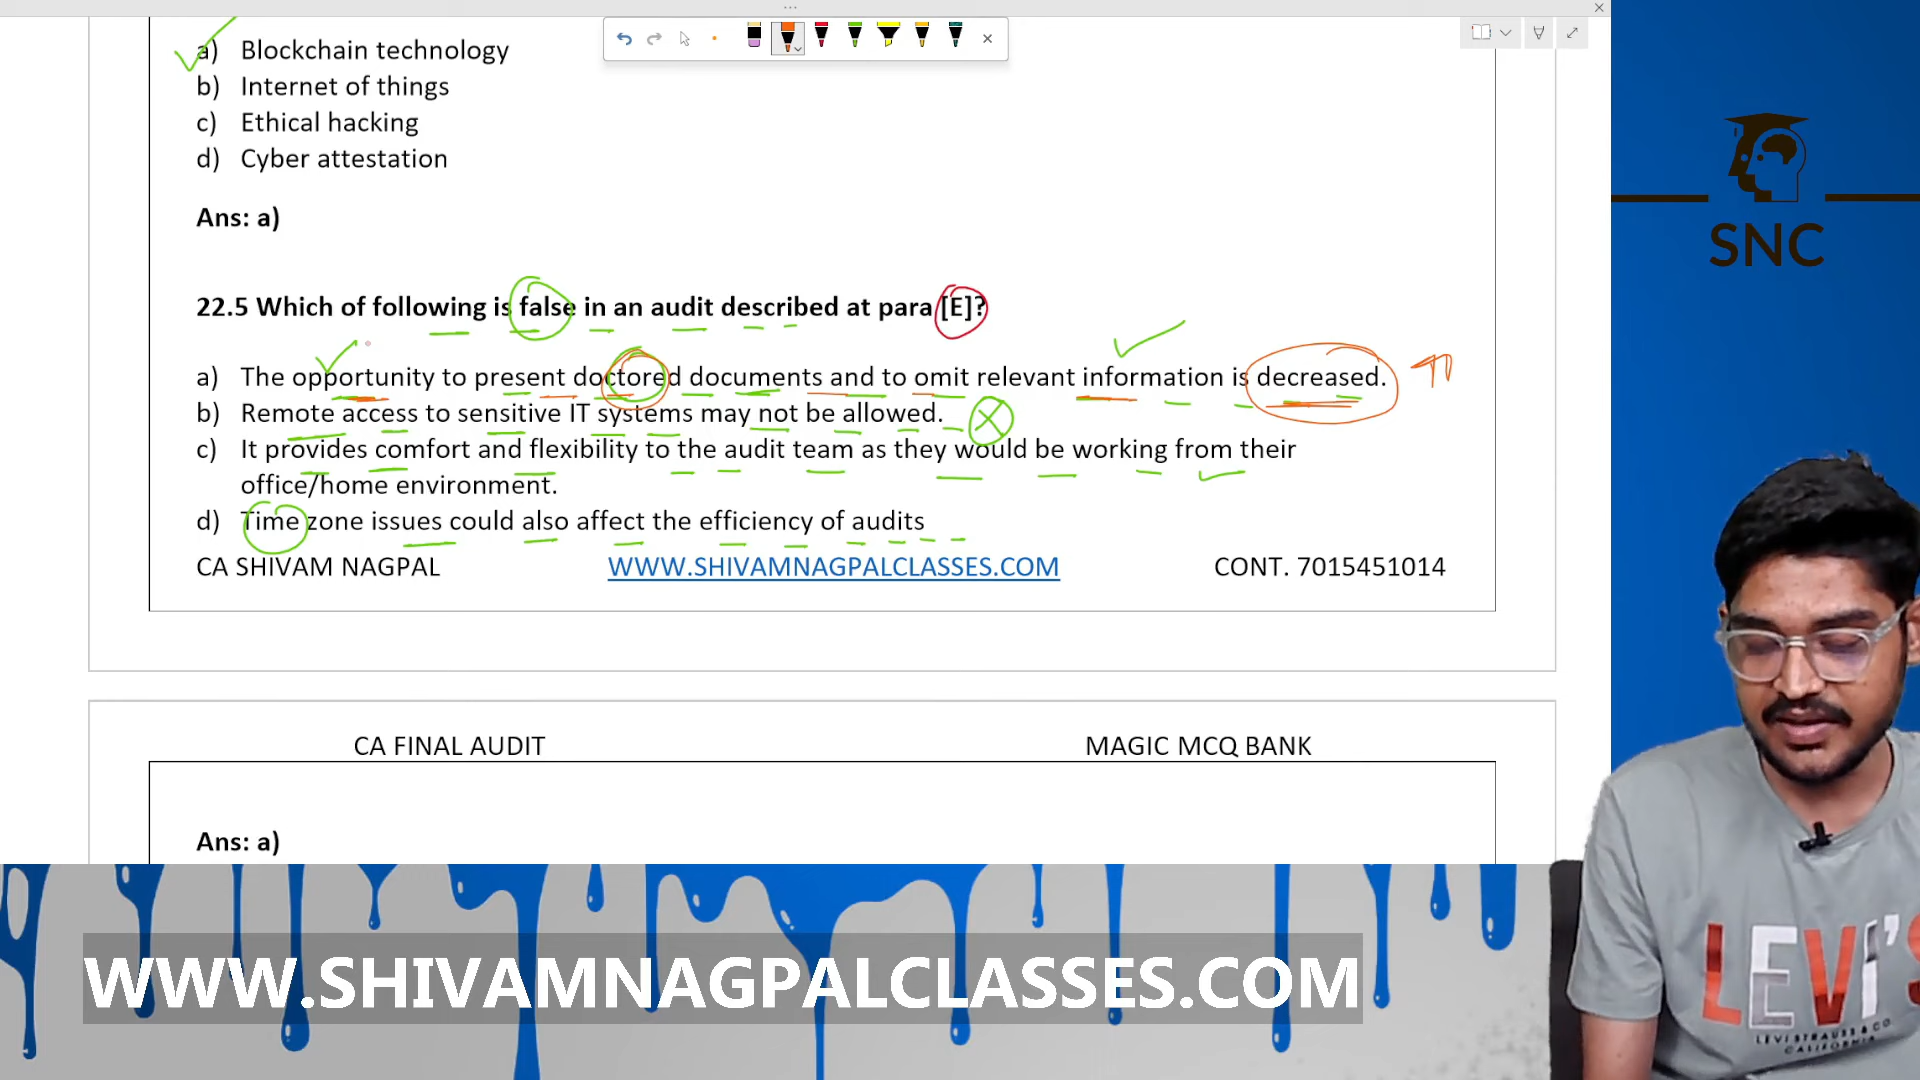 a) Blockchain technology
b) Internet of things
c) Ethical hacking
d) Cyber attestation
Ans: a)
22.5 Which of following is false in an audit described at para [E]?
a) The opportunity to present doctored documents and to omit relevant information is decreased.
b) Remote access to sensitive IT systems may not be allowed.
c) It provides comfort and flexibility to the audit team as they would be working from their
office/home environment.
d) Time zone issues could also affect the efficiency of audits
CA SHIVAM NAGPAL WWW.SHIVAMNAGPALCLASSES.COM CONT. 7015451014
CA FINAL AUDIT MAGIC MCQ BANK
Ans: a)
WWW.SHIVAMNAGPALCLASSES.COM
SNC
LEVI'S
LEVI STRAUSS & CO.
CALIFORNIA